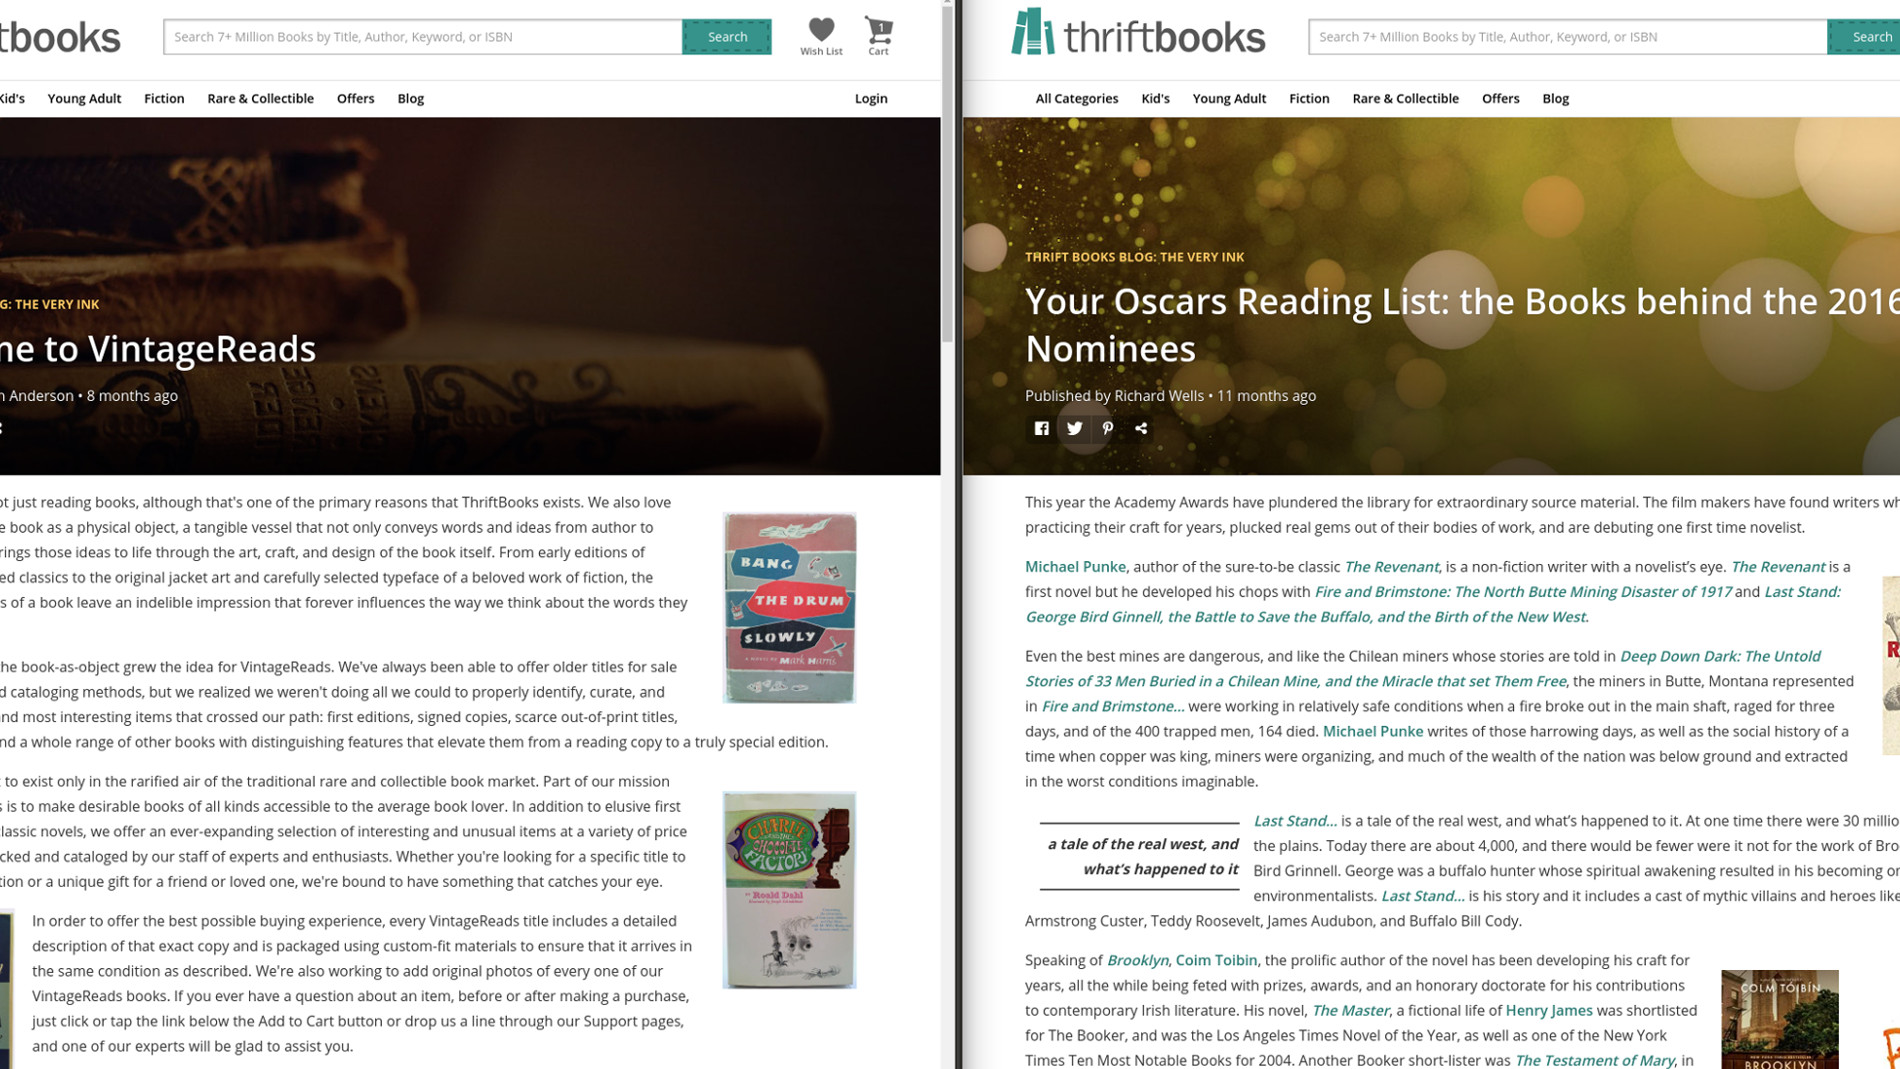 tbooks
Search 7+ Million Books by Title, Author, Keyword, or ISBN
Search
Wish List
1
Cart
Kid's Young Adult Fiction Rare & Collectible Offers Blog Login
G: THE VERY INK
me to VintageReads
n Anderson • 8 months ago
ot just reading books, although that's one of the primary reasons that ThriftBooks exists. We also love
e book as a physical object, a tangible vessel that not only conveys words and ideas from author to
rings those ideas to life through the art, craft, and design of the book itself. From early editions of
ed classics to the original jacket art and carefully selected typeface of a beloved work of fiction, the
s of a book leave an indelible impression that forever influences the way we think about the words they
BANG
THE DRUM
SLOWLY
A NOVEL BY Mark Harris
he book-as-object grew the idea for VintageReads. We've always been able to offer older titles for sale
d cataloging methods, but we realized we weren't doing all we could to properly identify, curate, and
nd most interesting items that crossed our path: first editions, signed copies, scarce out-of-print titles,
nd a whole range of other books with distinguishing features that elevate them from a reading copy to a truly special edition.
t to exist only in the rarified air of the traditional rare and collectible book market. Part of our mission
s is to make desirable books of all kinds accessible to the average book lover. In addition to elusive first
lassic novels, we offer an ever-expanding selection of interesting and unusual items at a variety of price
cked and cataloged by our staff of experts and enthusiasts. Whether you're looking for a specific title to
tion or a unique gift for a friend or loved one, we're bound to have something that catches your eye.
CHARLIE
AND THE
CHOCOLATE
FACTORY
by Roald Dahl
In order to offer the best possible buying experience, every VintageReads title includes a detailed
description of that exact copy and is packaged using custom-fit materials to ensure that it arrives in
the same condition as described. We're also working to add original photos of every one of our
VintageReads books. If you ever have a question about an item, before or after making a purchase,
just click or tap the link below the Add to Cart button or drop us a line through our Support pages,
and one of our experts will be glad to assist you.
thriftbooks
Search 7+ Million Books by Title, Author, Keyword, or ISBN
Search
All Categories Kid's Young Adult Fiction Rare & Collectible Offers Blog
THRIFT BOOKS BLOG: THE VERY INK
Your Oscars Reading List: the Books behind the 2016
Nominees
Published by Richard Wells • 11 months ago
This year the Academy Awards have plundered the library for extraordinary source material. The film makers have found writers wh
practicing their craft for years, plucked real gems out of their bodies of work, and are debuting one first time novelist.
Michael Punke, author of the sure-to-be classic The Revenant, is a non-fiction writer with a novelist's eye. The Revenant is a
first novel but he developed his chops with Fire and Brimstone: The North Butte Mining Disaster of 1917 and Last Stand:
George Bird Ginnell, the Battle to Save the Buffalo, and the Birth of the New West.
Even the best mines are dangerous, and like the Chilean miners whose stories are told in Deep Down Dark: The Untold
Stories of 33 Men Buried in a Chilean Mine, and the Miracle that set Them Free, the miners in Butte, Montana represented
in Fire and Brimstone... were working in relatively safe conditions when a fire broke out in the main shaft, raged for three
days, and of the 400 trapped men, 164 died. Michael Punke writes of those harrowing days, as well as the social history of a
time when copper was king, miners were organizing, and much of the wealth of the nation was below ground and extracted
in the worst conditions imaginable.
a tale of the real west, and
what's happened to it
Last Stand... is a tale of the real west, and what's happened to it. At one time there were 30 millio
the plains. Today there are about 4,000, and there would be fewer were it not for the work of Bro
Bird Grinnell. George was a buffalo hunter whose spiritual awakening resulted in his becoming on
environmentalists. Last Stand... is his story and it includes a cast of mythic villains and heroes like
Armstrong Custer, Teddy Roosevelt, James Audubon, and Buffalo Bill Cody.
Speaking of Brooklyn, Coim Toibin, the prolific author of the novel has been developing his craft for
years, all the while being feted with prizes, awards, and an honorary doctorate for his contributions
to contemporary Irish literature. His novel, The Master, a fictional life of Henry James was shortlisted
for The Booker, and was the Los Angeles Times Novel of the Year, as well as one of the New York
Times Ten Most Notable Books for 2004. Another Booker short-lister was The Testament of Mary, in
COLM TÓIBÍN
BROOKLYN